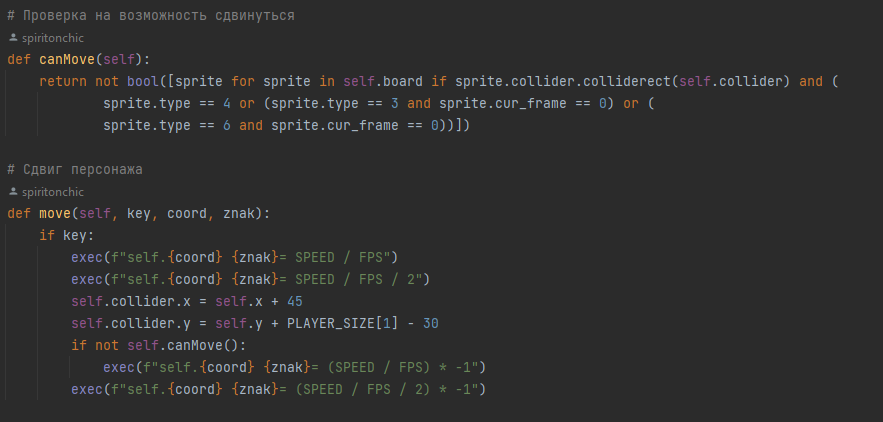 # Проверка на возможность сдвинуться
spiritonchic
def canMove(self):
    return not bool([sprite for sprite in self.board if sprite.collider.colliderect(self.collider) and (
            sprite.type == 4 or (sprite.type == 3 and sprite.cur_frame == 0) or (
            sprite.type == 6 and sprite.cur_frame == 0))])
# Сдвиг персонажа
spiritonchic
def move(self, key, coord, znak):
    if key:
        exec(f"self.{coord} {znak}= SPEED / FPS")
        exec(f"self.{coord} {znak}= SPEED / FPS / 2")
        self.collider.x = self.x + 45
        self.collider.y = self.y + PLAYER_SIZE[1] - 30
        if not self.canMove():
            exec(f"self.{coord} {znak}= (SPEED / FPS) * -1")
        exec(f"self.{coord} {znak}= (SPEED / FPS / 2) * -1")